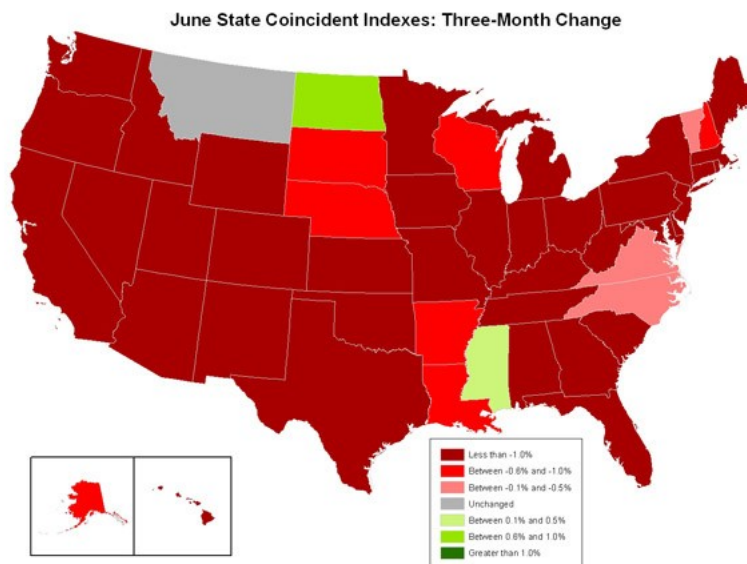 June State Coincident Indexes: Three-Month Change
Less than -1.0%
Between -0.6% and -1.0%
Between -0.1% and -0.5%
Unchanged
Between 0.1% and 0.5%
Between 0.6% and 1.0%
Greater than 1.0%